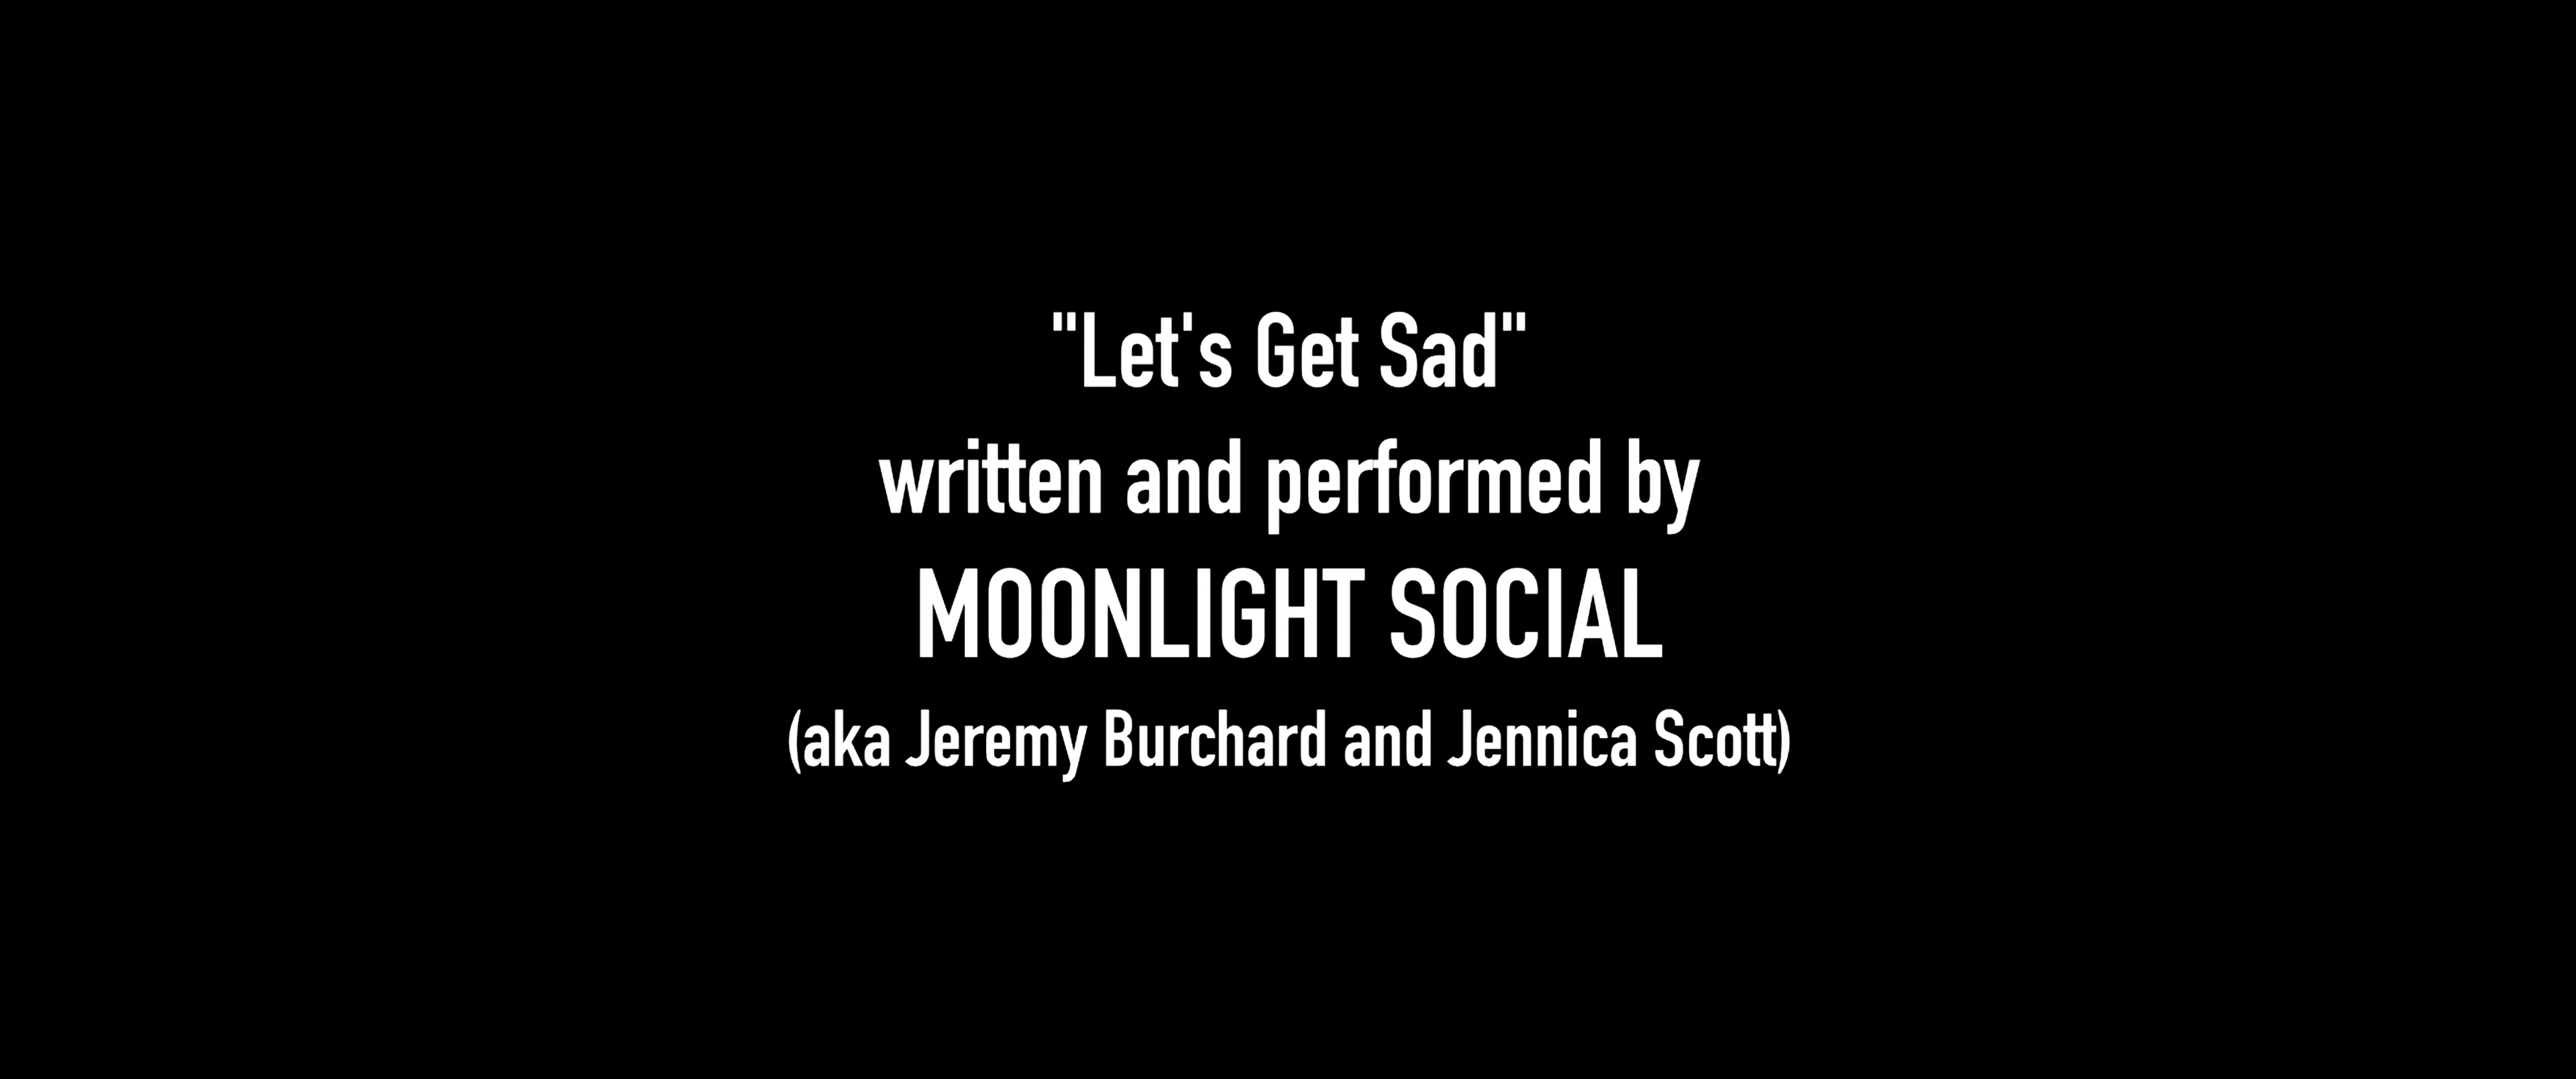 "Let's Get Sad"
written and performed by
MOONLIGHT SOCIAL
(aka Jeremy Burchard and Jennica Scott)